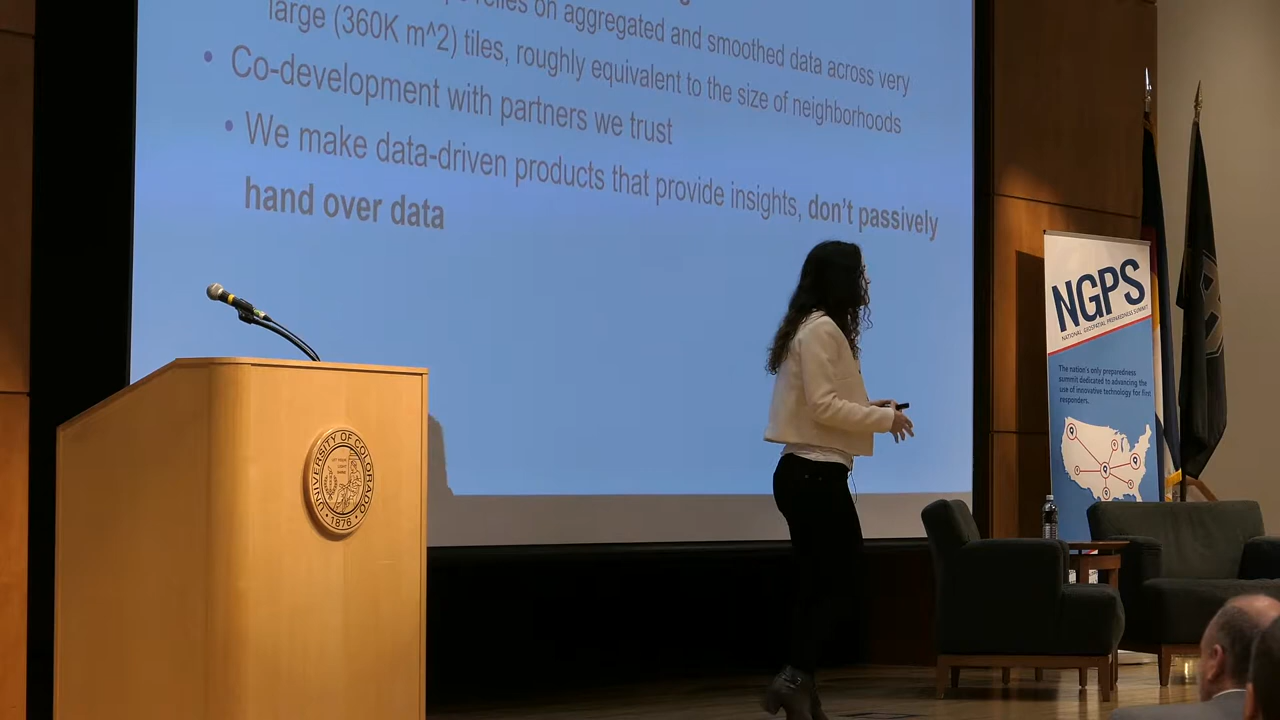 relies on aggregated and smoothed data across very
large (360K m^2) tiles, roughly equivalent to the size of neighborhoods
• Co-development with partners we trust
• We make data-driven products that provide insights, don't passively
hand over data
NGPS
NATIONAL GEOSPATIAL PREPAREDNESS SUMMIT
The nation's only preparedness
summit dedicated to advancing the
use of innovative technology for first
responders.
UNIVERSITY OF COLORADO
1876